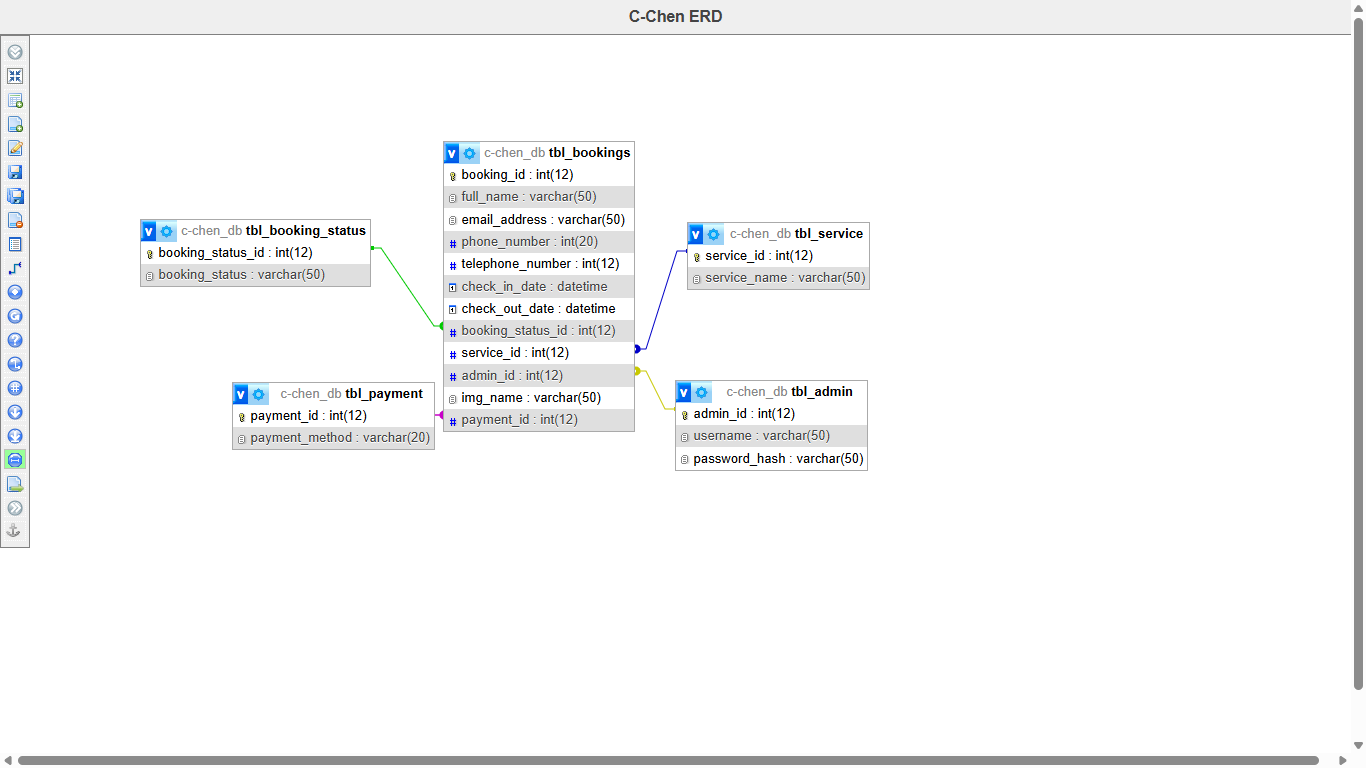 C-Chen ERD
c-chen_db tbl_bookings
booking_id : int(12)
full_name : varchar(50)
email_address : varchar(50)
phone_number : int(20)
telephone_number : int(12)
check_in_date : datetime
check_out_date : datetime
booking_status_id : int(12)
service_id : int(12)
admin_id : int(12)
img_name : varchar(50)
payment_id : int(12)
c-chen_db tbl_booking_status
booking_status_id : int(12)
booking_status : varchar(50)
c-chen_db tbl_service
service_id : int(12)
service_name : varchar(50)
c-chen_db tbl_payment
payment_id : int(12)
payment_method : varchar(20)
c-chen_db tbl_admin
admin_id : int(12)
username : varchar(50)
password_hash : varchar(50)